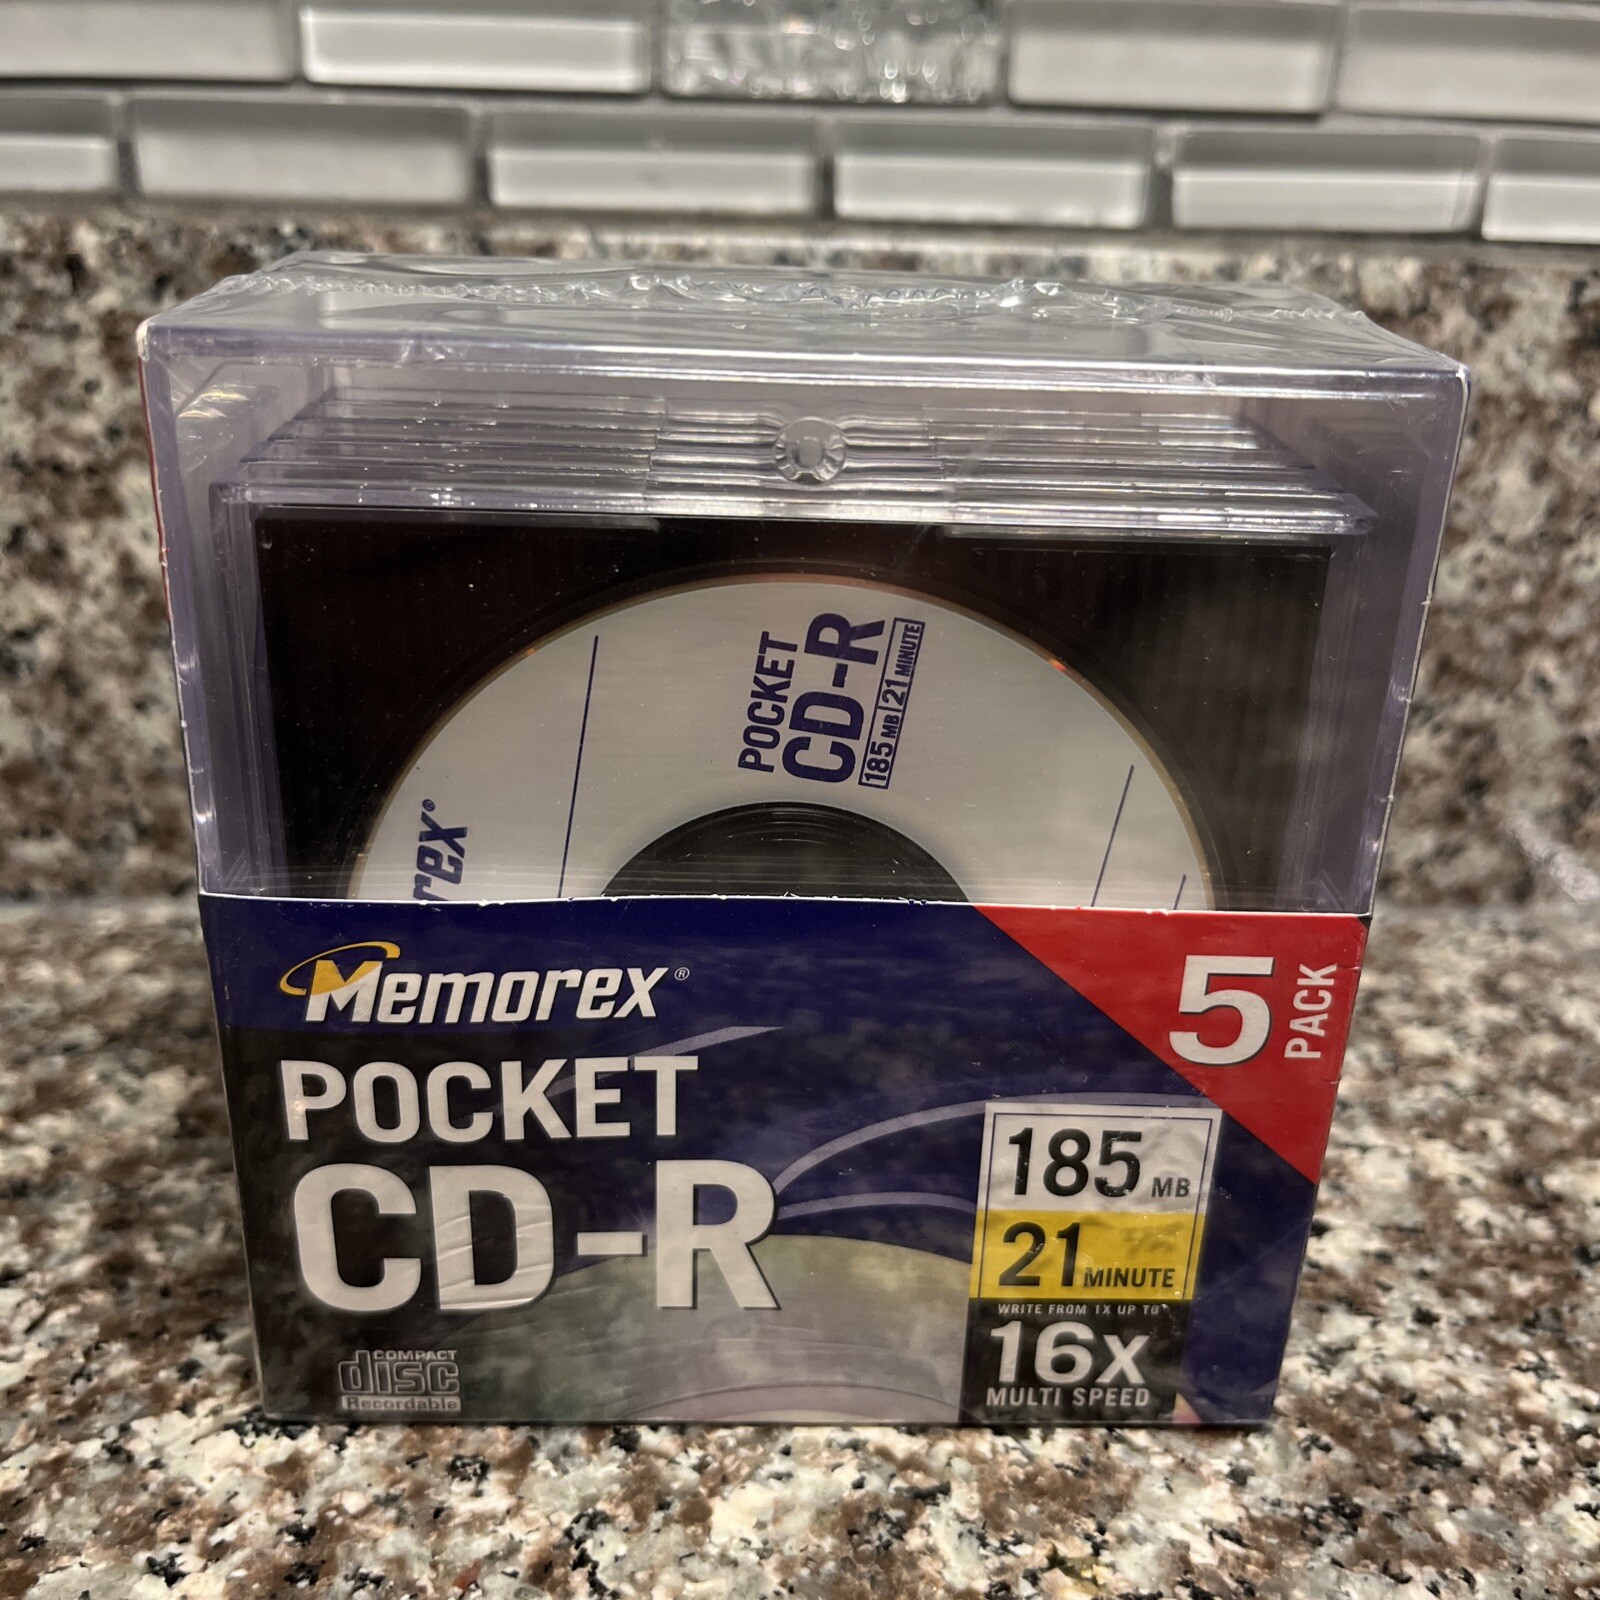 POCKET
CD-R
185 MB 21 MINUTE
rex®
Memorex®
POCKET
CD-R
5 PACK
185 MB
21 MINUTE
WRITE FROM 1X UP TO
16X
MULTI SPEED
COMPACT
disc
Recordable